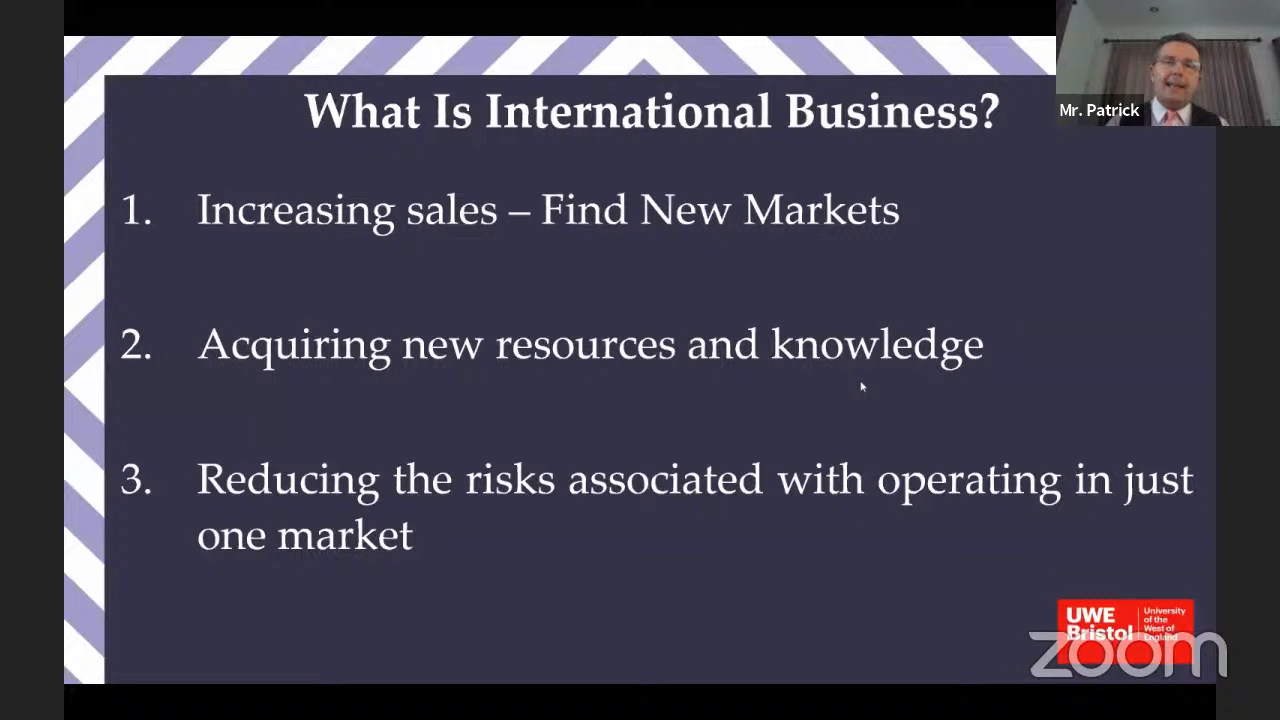 What Is International Business?
Mr. Patrick
1. Increasing sales – Find New Markets
2. Acquiring new resources and knowledge
3. Reducing the risks associated with operating in just
one market
UWE
Bristol
University
of the
West of
England
zoom